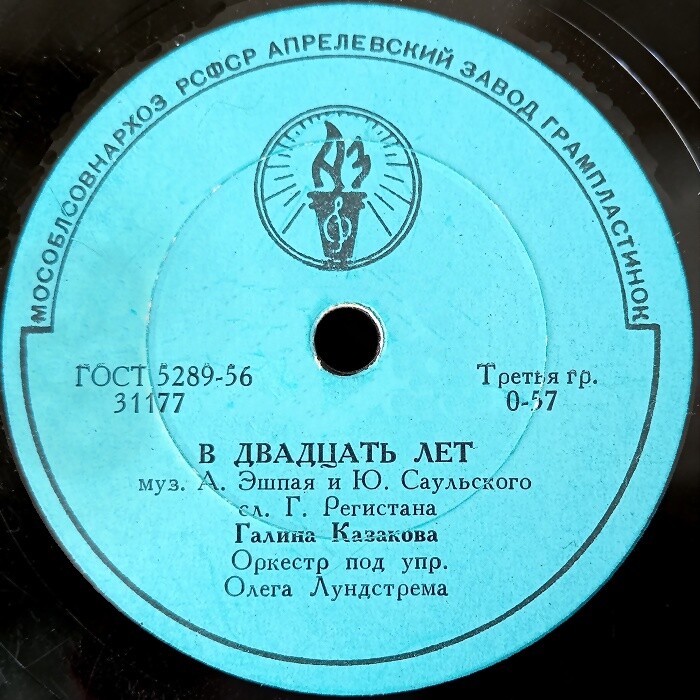 МОСОБЛСОВНАРХОЗ РСФСР АПРЕЛЕВСКИЙ ЗАВОД ГРАМПЛАСТИНОК
АЗ
ГОСТ 5289-56
31177
Третья гр.
0-57
В ДВАДЦАТЬ ЛЕТ
муз. А. Эшпая и Ю. Саульского
сл. Г. Регистана
Галина Казакова
Оркестр под упр.
Олега Лундстрема